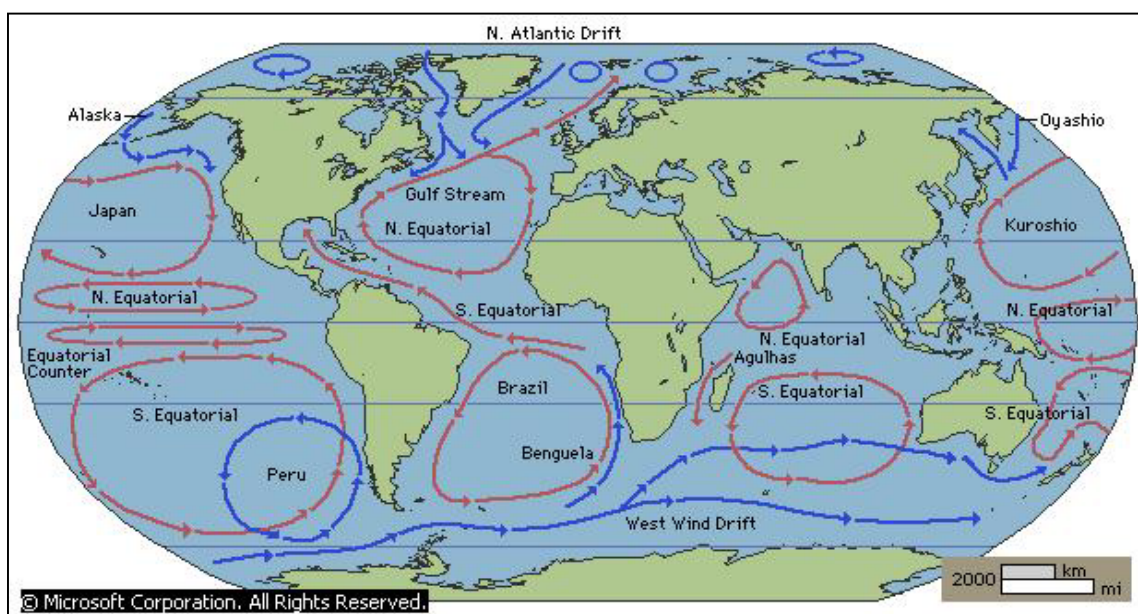 N. Atlantic Drift
Alaska
Oyashio
Gulf Stream
Japan
N. Equatorial
Kuroshio
N. Equatorial
S. Equatorial
N. Equatorial
N. Equatorial
Equatorial
Counter
Agulhas
Brazil
S. Equatorial
S. Equatorial
S. Equatorial
Benguela
Peru
West Wind Drift
2000 km
mi
© Microsoft Corporation. All Rights Reserved.